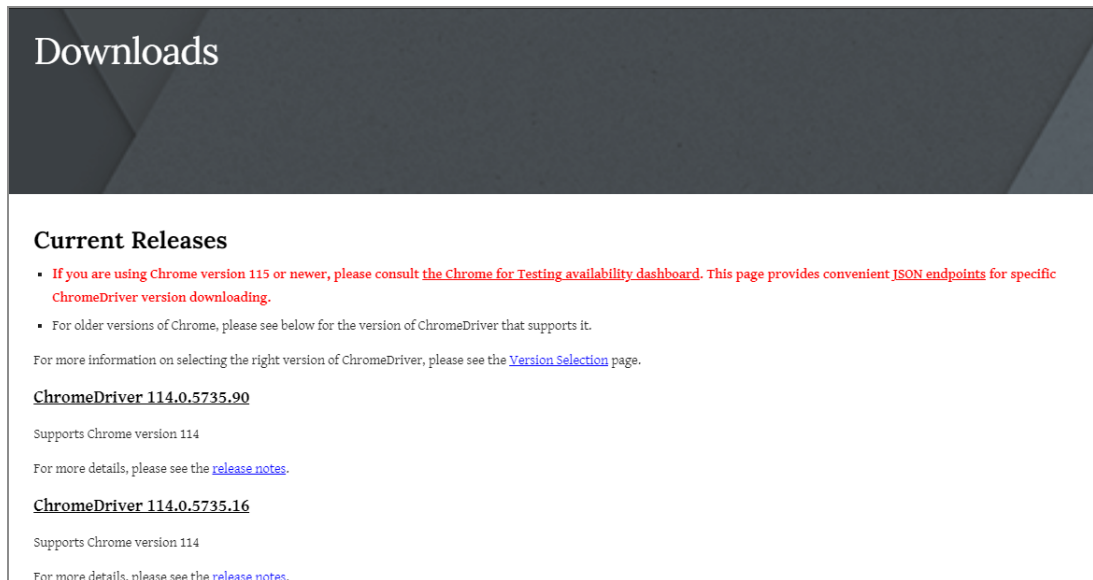 Downloads
Current Releases
If you are using Chrome version 115 or newer, please consult the Chrome for Testing availability dashboard. This page provides convenient JSON endpoints for specific
ChromeDriver version downloading.
For older versions of Chrome, please see below for the version of ChromeDriver that supports it.
For more information on selecting the right version of ChromeDriver, please see the Version Selection page.
ChromeDriver 114.0.5735.90
Supports Chrome version 114
For more details, please see the release notes.
ChromeDriver 114.0.5735.16
Supports Chrome version 114
For more details, please see the release notes.